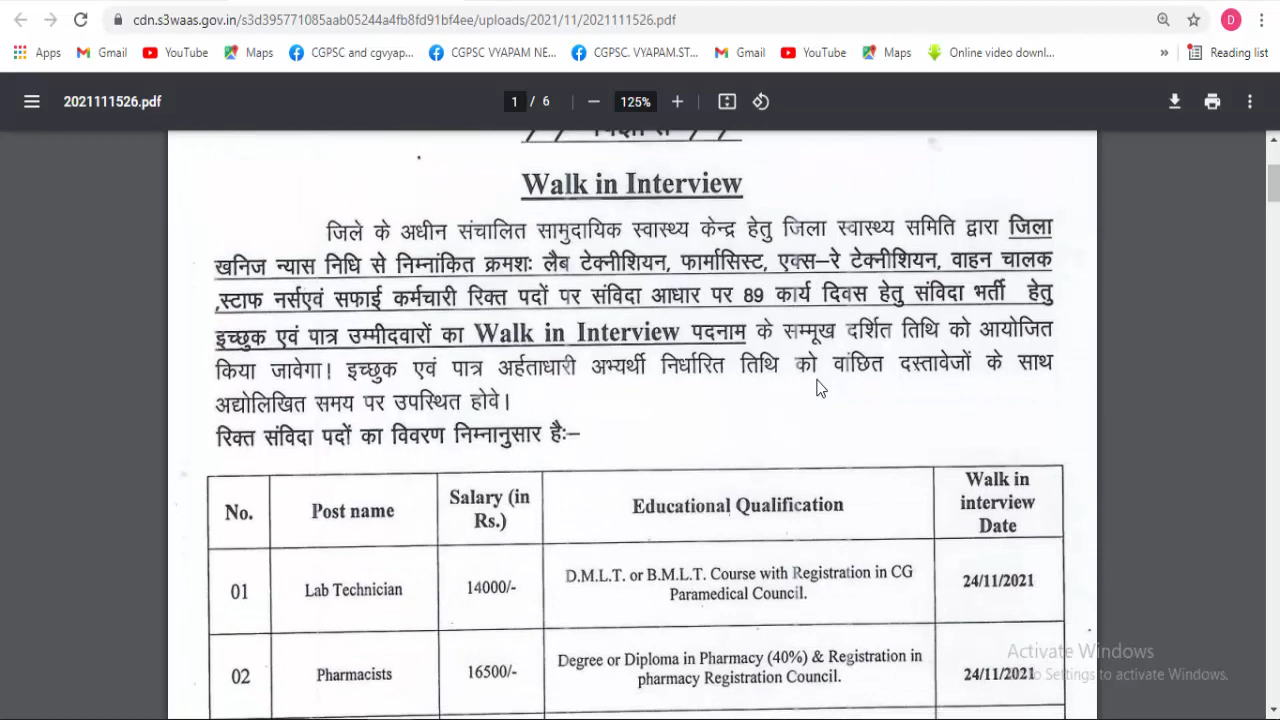 cdn.s3waas.gov.in/s3d395771085aab05244a4fb8fd91bf4ee/uploads/2021/11/2021111526.pdf
D
Apps Gmail YouTube Maps CGPSC and cgvyap... CGPSC VYAPAM NE... CGPSC. VYAPAM.ST... Gmail YouTube Maps Online video downl... » Reading list
2021111526.pdf 1 / 6 125%
Walk in Interview
जिले के अधीन संचालित सामुदायिक स्वास्थ्य केन्द्र हेतु जिला स्वास्थ्य समिति द्वारा जिला
खनिज न्यास निधि से निम्नांकित क्रमशः लैब टेक्नीशियन, फार्मासिस्ट, एक्स–रे टेक्नीशियन, वाहन चालक
,स्टाफ नर्सएवं सफाई कर्मचारी रिक्त पदों पर संविदा आधार पर 89 कार्य दिवस हेतु संविदा भर्ती हेतु
इच्छुक एवं पात्र उम्मीदवारों का Walk in Interview पदनाम के सम्मूख दर्शित तिथि को आयोजित
किया जावेगा। इच्छुक एवं पात्र अर्हताधारी अभ्यर्थी निर्धारित तिथि को वांछित दस्तावेजों के साथ
अद्योलिखित समय पर उपस्थित होवे।
रिक्त संविदा पदों का विवरण निम्नानुसार हैः–
No. Post name Salary (in Rs.) Educational Qualification Walk in interview Date
01 Lab Technician 14000/- D.M.L.T. or B.M.L.T. Course with Registration in CG Paramedical Council. 24/11/2021
02 Pharmacists 16500/- Degree or Diploma in Pharmacy (40%) & Registration in pharmacy Registration Council. 24/11/2021
Activate Windows
to Settings to activate Windows.